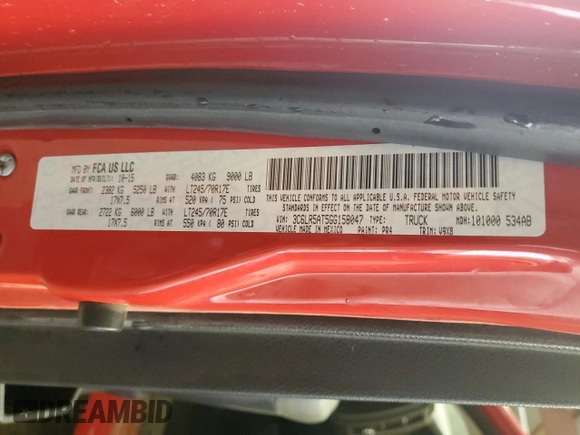 MFD BY FCA US LLC
DATE OF MFR/BUILT: 10-15 GVWR: 4083 KG 9000 LB
GAWR FRONT: 2382 KG 5250 LB LT245/70R17E TIRES
17X7.5 RIMS AT 520 KPA ( 75 PSI) COLD
GAWR REAR: 2722 KG 6000 LB LT245/70R17E TIRES
17X7.5 RIMS AT 550 KPA ( 80 PSI) COLD
THIS VEHICLE CONFORMS TO ALL APPLICABLE U.S.A. FEDERAL MOTOR VEHICLE SAFETY
STANDARDS IN EFFECT ON THE DATE OF MANUFACTURE SHOWN ABOVE.
VIN: 3C6LR5AT5GG158047 TYPE: TRUCK MDH: 101000 534AB
VEHICLE MADE IN MEXICO PAINT: PR4 TRIM: V9X8
DREAMBID